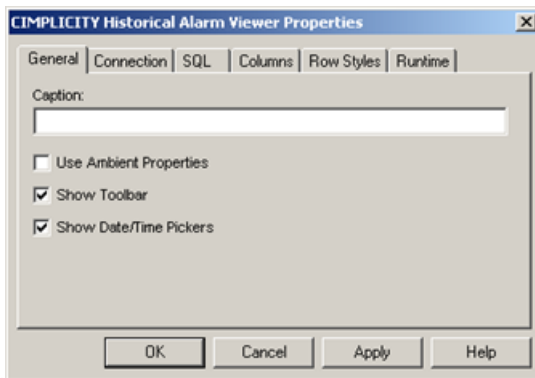 CIMPLICITY Historical Alarm Viewer Properties
General Connection SQL Columns Row Styles Runtime
Caption:
Use Ambient Properties
Show Toolbar
Show Date/Time Pickers
OK Cancel Apply Help